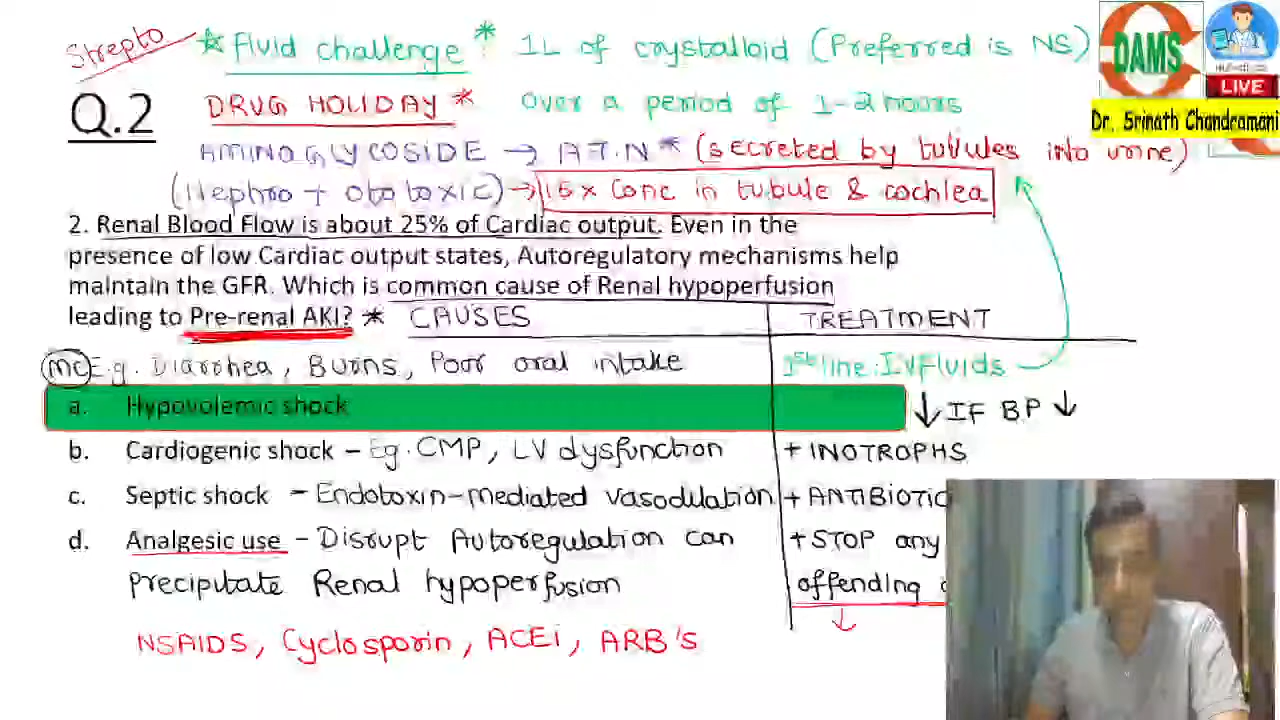 Strepto
☆ Fluid challenge * : 1L of crystalloid (Preferred is NS)
DAMS
LIVE
Q.2
DRUG HOLIDAY * over a period of 1-2 hours
Dr. Srinath Chandramani
AMINOGLYCOSIDE → ATN * (secreted by tubules into urine)
(Nephro + ototoxic) → 15x Conc in tubule & cochlea
2. Renal Blood Flow is about 25% of Cardiac output. Even in the
presence of low Cardiac output states, Autoregulatory mechanisms help
maintain the GFR. Which is common cause of Renal hypoperfusion
leading to Pre-renal AKI? * CAUSES TREATMENT
MC E.g. Diarrhea, Burns, Poor oral intake 1st line: IV Fluids →
a. Hypovolemic shock ↓ IF BP ↓
b. Cardiogenic shock – Eg. CMP, LV dysfunction + INOTROPHS
c. Septic shock – Endotoxin-mediated vasodilation + ANTIBIOTIC
d. Analgesic use – Disrupt Autoregulation can + STOP any
precipitate Renal hypoperfusion offending
NSAIDS, Cyclosporin, ACEi, ARB's ↓